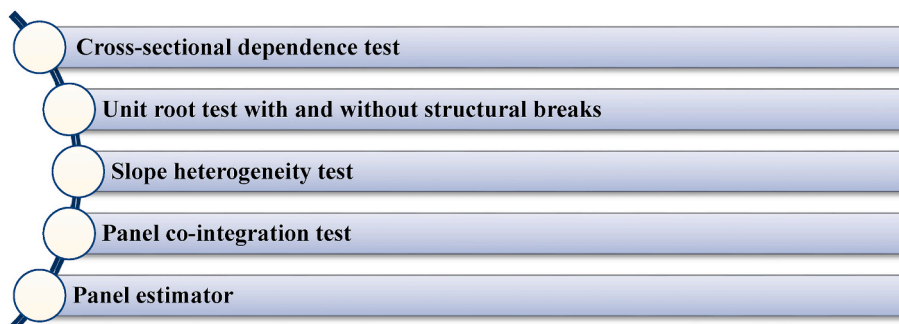 Cross-sectional dependence test
Unit root test with and without structural breaks
Slope heterogeneity test
Panel co-integration test
Panel estimator